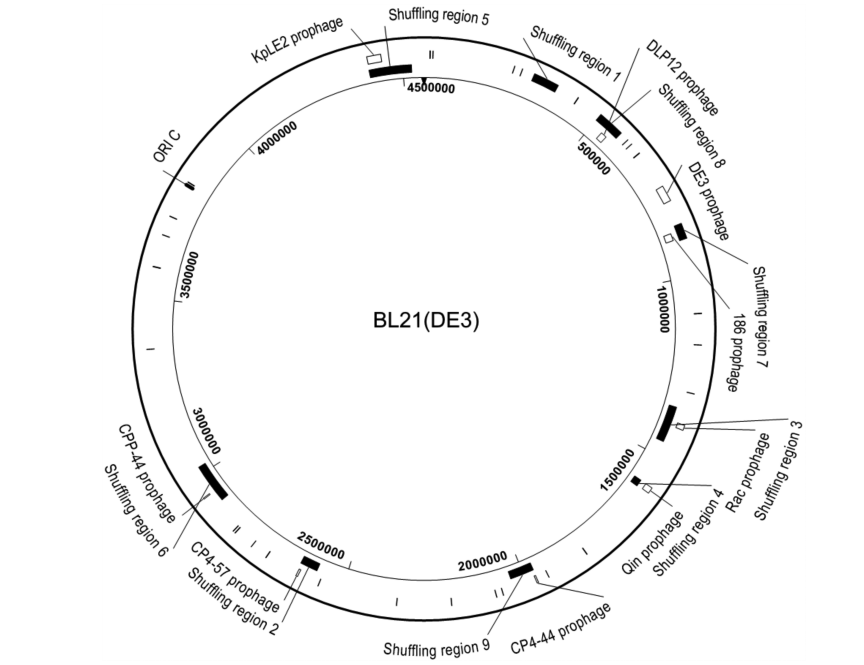 KpLE2 prophage
Shuffling region 5
Shuffling region 1
DLP12 prophage
Shuffling region 8
DE3 prophage
Shuffling region 7
186 prophage
Shuffling region 3
Rac prophage
Shuffling region 4
Qin prophage
CP4-44 prophage
Shuffling region 9
Shuffling region 2
CP4-57 prophage
Shuffling region 6
CPP-44 prophage
ORI C
4500000
500000
1000000
1500000
2000000
2500000
3000000
3500000
4000000
BL21(DE3)